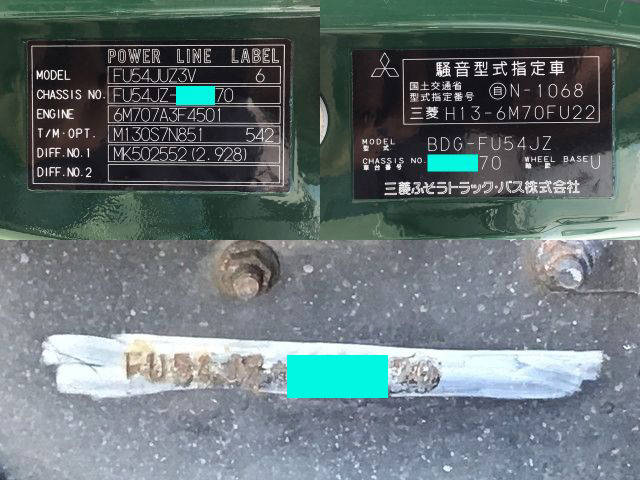 POWER LINE LABEL
MODEL FU54JUZ3V 6
CHASSIS NO. FU54JZ- 70
ENGINE 6M707A3F4501
T/M·OPT. M130S7N851 542
DIFF.NO.1 MK502552(2.928)
DIFF.NO.2
騒音型式指定車
国土交通省
型式指定番号 自N-1068
三菱 H13-6M70FU22
MODEL
型式 BDG-FU54JZ
CHASSIS NO. 70 WHEEL BASE U
車台番号 軸距
三菱ふそうトラック・バス株式会社
FU54JZ-